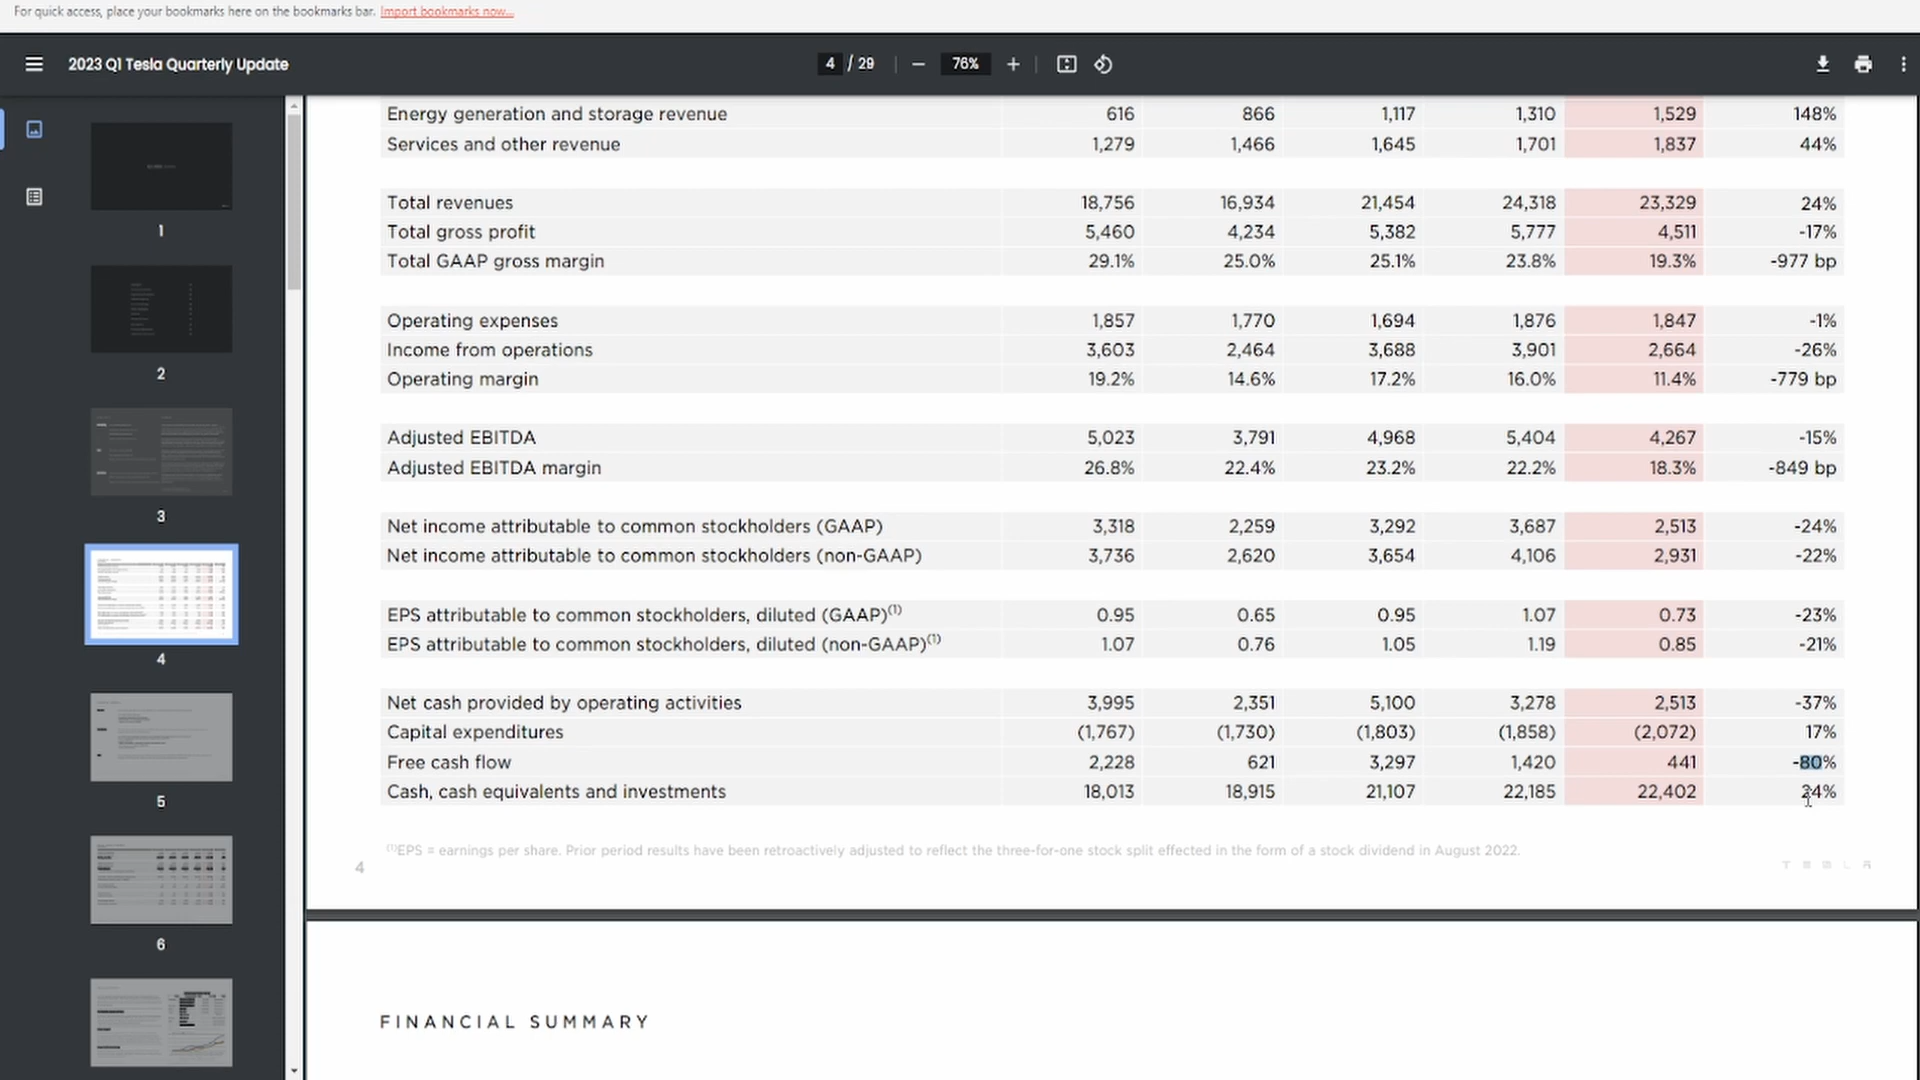 For quick access, place your bookmarks here on the bookmarks bar. Import bookmarks now...
2023 Q1 Tesla Quarterly Update 4 / 29 76%
Energy generation and storage revenue 616 866 1,117 1,310 1,529 148%
Services and other revenue 1,279 1,466 1,645 1,701 1,837 44%
Total revenues 18,756 16,934 21,454 24,318 23,329 24%
Total gross profit 5,460 4,234 5,382 5,777 4,511 -17%
Total GAAP gross margin 29.1% 25.0% 25.1% 23.8% 19.3% -977 bp
Operating expenses 1,857 1,770 1,694 1,876 1,847 -1%
Income from operations 3,603 2,464 3,688 3,901 2,664 -26%
Operating margin 19.2% 14.6% 17.2% 16.0% 11.4% -779 bp
Adjusted EBITDA 5,023 3,791 4,968 5,404 4,267 -15%
Adjusted EBITDA margin 26.8% 22.4% 23.2% 22.2% 18.3% -849 bp
Net income attributable to common stockholders (GAAP) 3,318 2,259 3,292 3,687 2,513 -24%
Net income attributable to common stockholders (non-GAAP) 3,736 2,620 3,654 4,106 2,931 -22%
EPS attributable to common stockholders, diluted (GAAP)(1) 0.95 0.65 0.95 1.07 0.73 -23%
EPS attributable to common stockholders, diluted (non-GAAP)(1) 1.07 0.76 1.05 1.19 0.85 -21%
Net cash provided by operating activities 3,995 2,351 5,100 3,278 2,513 -37%
Capital expenditures (1,767) (1,730) (1,803) (1,858) (2,072) 17%
Free cash flow 2,228 621 3,297 1,420 441 -80%
Cash, cash equivalents and investments 18,013 18,915 21,107 22,185 22,402 24%
(1)EPS = earnings per share. Prior period results have been retroactively adjusted to reflect the three-for-one stock split effected in the form of a stock dividend in August 2022.
4 TESLA
FINANCIAL SUMMARY
1
2
3
4
5
6